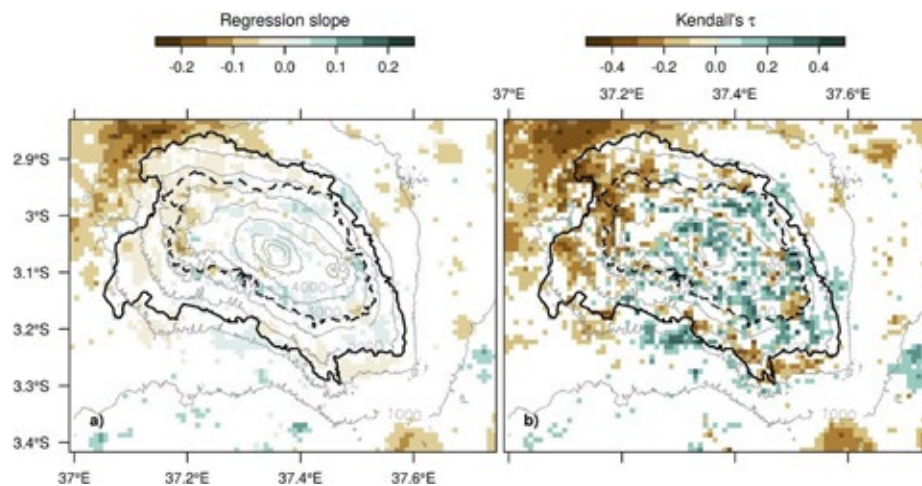 Regression slope
-0.2 -0.1 0.0 0.1 0.2
Kendall's τ
-0.4 -0.2 0.0 0.2 0.4
37°E 37.2°E 37.4°E 37.6°E
2.9°S
3°S
3.1°S
3.2°S
3.3°S
3.4°S
4000
1000
a)
1000
b)
37°E 37.2°E 37.4°E 37.6°E